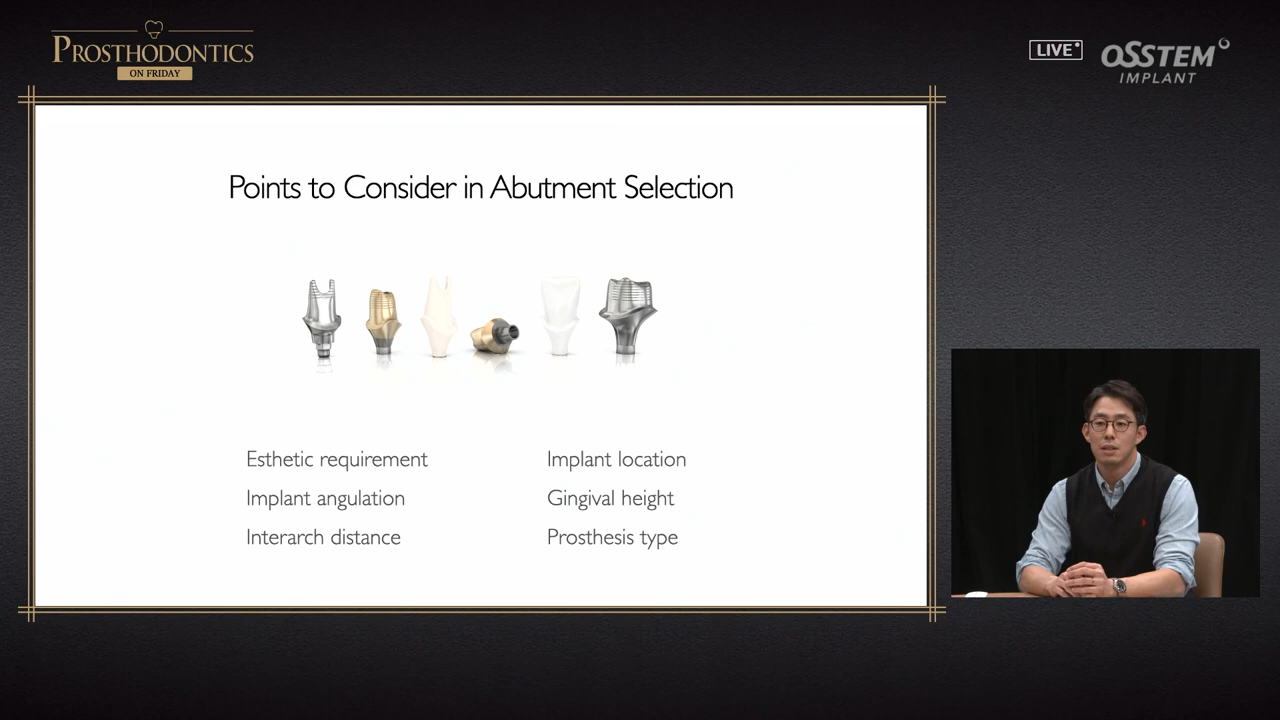 PROSTHODONTICS
ON FRIDAY
LIVE
OSSTEM
IMPLANT
Points to Consider in Abutment Selection
Esthetic requirement
Implant location
Implant angulation
Gingival height
Interarch distance
Prosthesis type